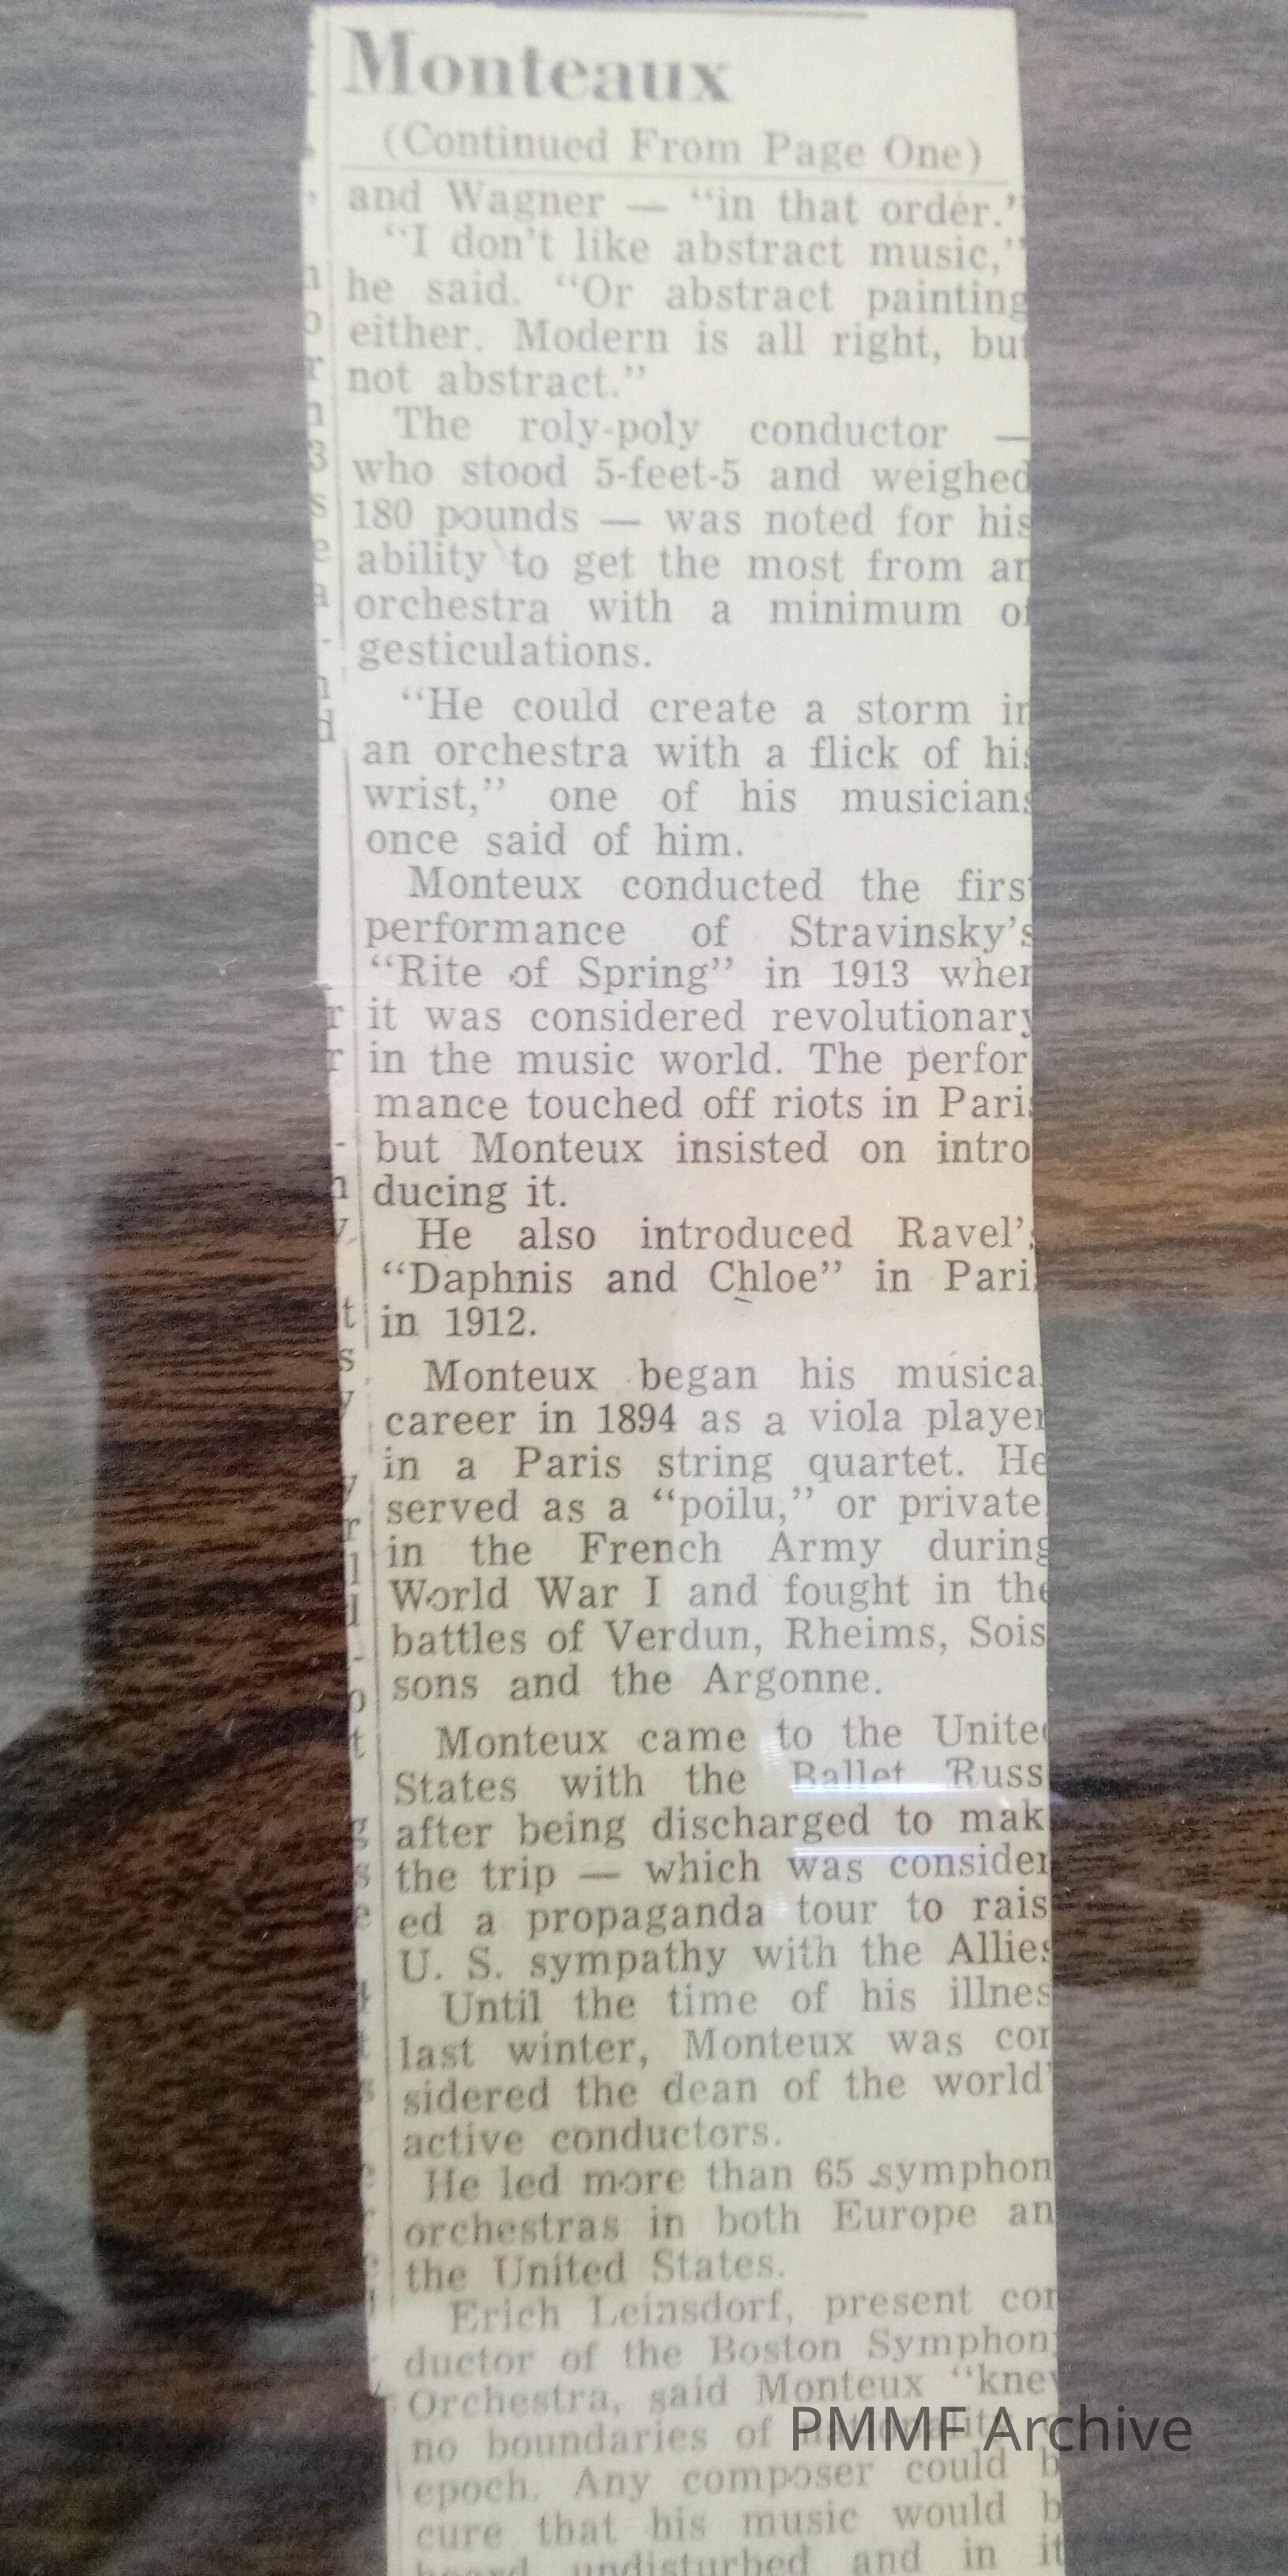 Monteaux
(Continued From Page One)
and Wagner — “in that order.”
“I don't like abstract music,”
he said. “Or abstract painting
either. Modern is all right, but
not abstract.”
The roly-poly conductor —
who stood 5-feet-5 and weighed
180 pounds — was noted for his
ability to get the most from an
orchestra with a minimum of
gesticulations.
“He could create a storm in
an orchestra with a flick of his
wrist,” one of his musicians
once said of him.
Monteux conducted the first
performance of Stravinsky's
“Rite of Spring” in 1913 when
it was considered revolutionary
in the music world. The perfor
mance touched off riots in Paris
but Monteux insisted on intro
ducing it.
He also introduced Ravel's
“Daphnis and Chloe” in Pari
in 1912.
Monteux began his musica
career in 1894 as a viola player
in a Paris string quartet. He
served as a “poilu,” or private
in the French Army during
World War I and fought in the
battles of Verdun, Rheims, Sois
sons and the Argonne.
Monteux came to the United
States with the Ballet Russ
after being discharged to mak
the trip — which was consider
ed a propaganda tour to rais
U. S. sympathy with the Allies
Until the time of his illnes
last winter, Monteux was con
sidered the dean of the world'
active conductors.
He led more than 65 symphon
orchestras in both Europe an
the United States.
Erich Leinsdorf, present con
ductor of the Boston Symphony
Orchestra, said Monteux “knew
no boundaries of
epoch. Any composer could b
cure that his music would b
heard undisturbed and in it
PMMF Archive